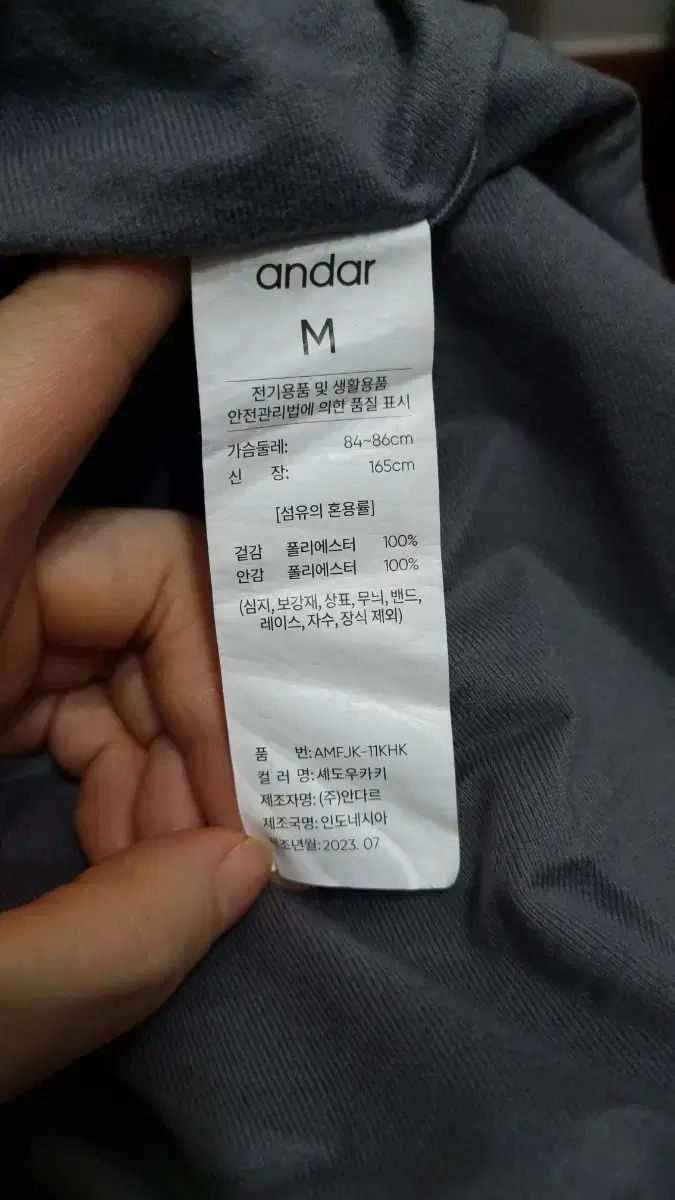 andar
M
전기용품 및 생활용품
안전관리법에 의한 품질 표시
가슴둘레: 84~86cm
신 장: 165cm
[섬유의 혼용률]
겉감 폴리에스터 100%
안감 폴리에스터 100%
(심지, 보강재, 상표, 무늬, 밴드,
레이스, 자수, 장식 제외)
품 번: AMFJK-11KHK
컬 러 명: 셰도우카키
제조자명: (주)안다르
제조국명: 인도네시아
제조년월: 2023. 07